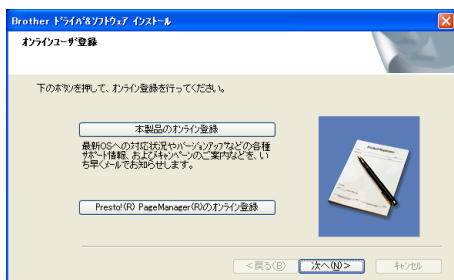 Brother ﾄﾞﾗｲﾊﾞ&ｿﾌﾄｳｪｱ ｲﾝｽﾄｰﾙ
ｵﾝﾗｲﾝﾕｰｻﾞ登録
下のﾎﾞﾀﾝを押して、ｵﾝﾗｲﾝ登録を行ってください。
本製品のｵﾝﾗｲﾝ登録
最新OSへの対応状況やﾊﾞｰｼﾞｮﾝｱｯﾌﾟなどの各種
ｻﾎﾟｰﾄ情報、およびｷｬﾝﾍﾟｰﾝのご案内などを、い
ち早くﾒｰﾙでお知らせします。
Presto!(R) PageManager(R)のｵﾝﾗｲﾝ登録
<戻る(B)
次へ(N)>
ｷｬﾝｾﾙ